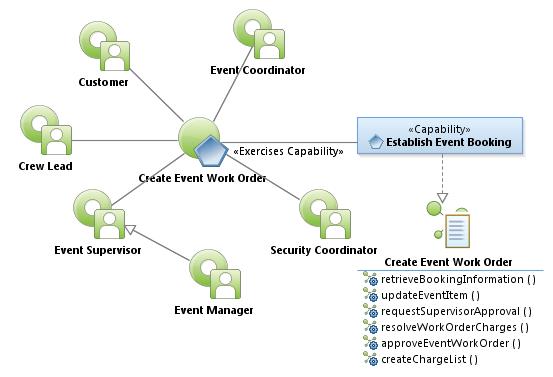 Customer
Event Coordinator
Crew Lead
Create Event Work Order
«Exercises Capability»
«Capability»
Establish Event Booking
Event Supervisor
Security Coordinator
Event Manager
Create Event Work Order
retrieveBookingInformation ( )
updateEventItem ( )
requestSupervisorApproval ( )
resolveWorkOrderCharges ( )
approveEventWorkOrder ( )
createChargeList ( )